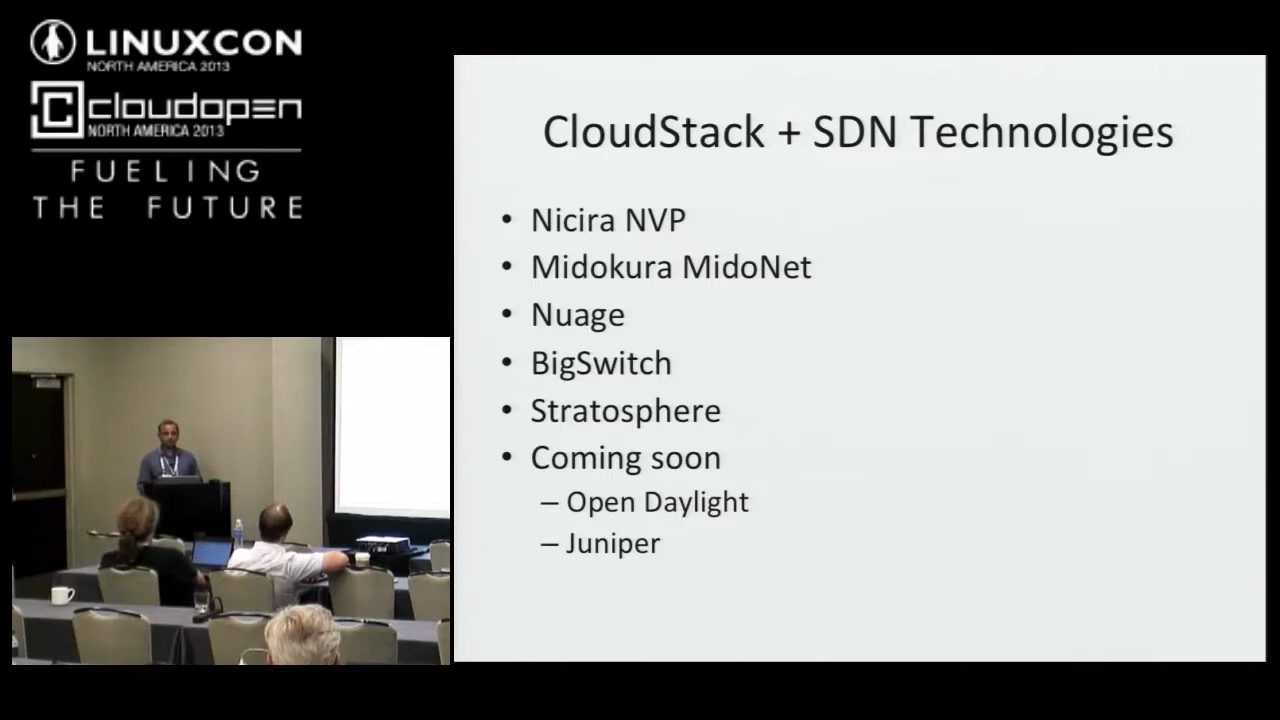 LINUXCON
NORTH AMERICA 2013
cloudopen
NORTH AMERICA 2013
FUELING
THE FUTURE
CloudStack + SDN Technologies
• Nicira NVP
• Midokura MidoNet
• Nuage
• BigSwitch
• Stratosphere
• Coming soon
– Open Daylight
– Juniper